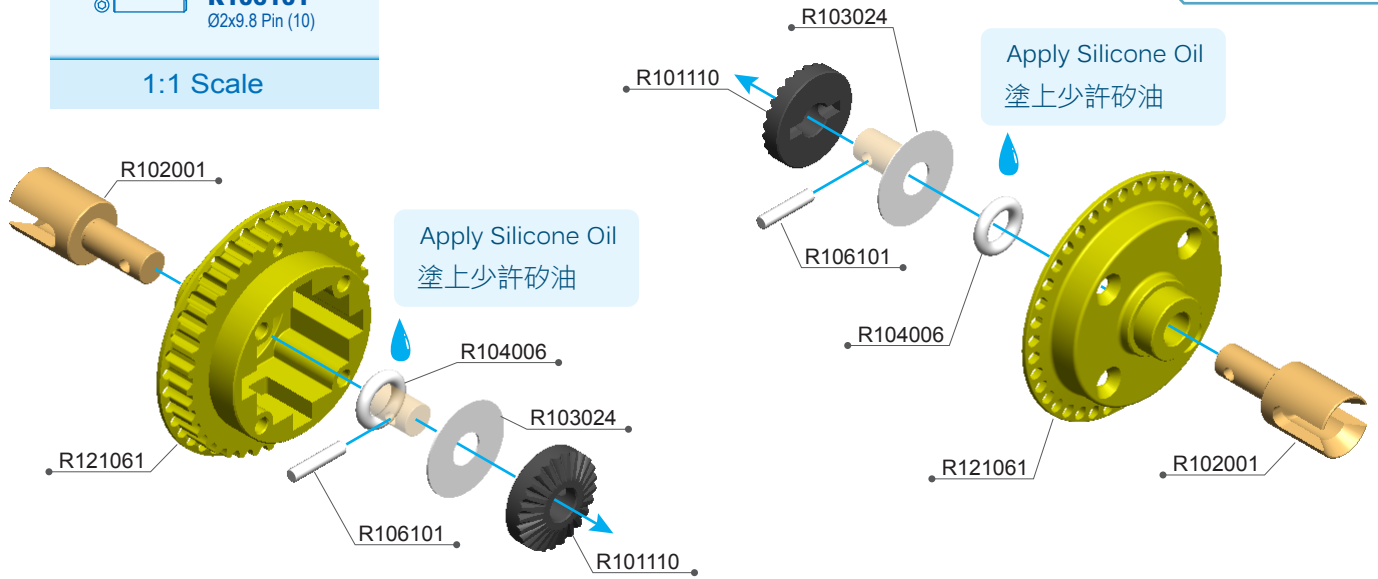 Ø2x9.8 Pin (10)
1:1 Scale
R102001
Apply Silicone Oil
塗上少許矽油
R104006
R103024
R121061
R106101
R101110
R103024
R101110
Apply Silicone Oil
塗上少許矽油
R106101
R104006
R121061
R102001